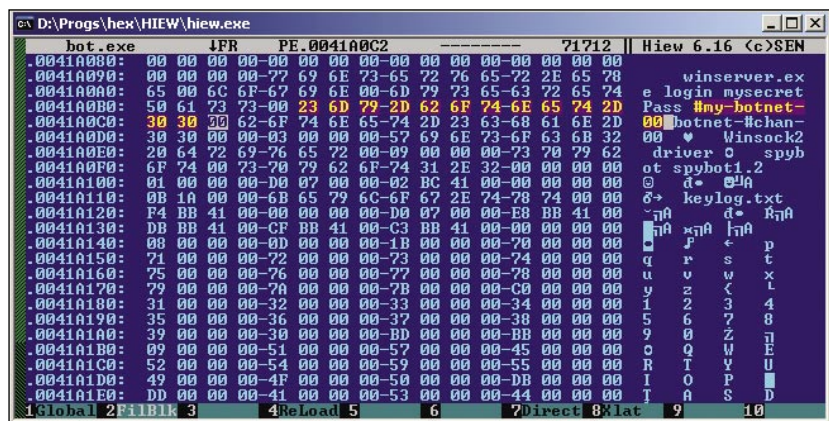 D:\Progs\hex\HIEW\hiew.exe
bot.exe ↓FR PE.0041A0C2 -------- 71712 ║ Hiew 6.16 (c)SEN
.0041A080: 00 00 00 00-00 00 00 00-00 00 00 00-00 00 00 00
.0041A090: 00 00 00 00-77 69 6E 73-65 72 76 65-72 2E 65 78 winserver.ex
.0041A0A0: 65 00 6C 6F-67 69 6E 00-6D 79 73 65-63 72 65 74 e login mysecret
.0041A0B0: 50 61 73 73-00 23 6D 79-2D 62 6F 74-6E 65 74 2D Pass #my-botnet-
.0041A0C0: 30 30 00 62-6F 74 6E 65-74 2D 23 63-68 61 6E 2D 00 botnet-#chan-
.0041A0D0: 30 30 00 00-03 00 00 00-57 69 6E 73-6F 63 6B 32 00 ♥ Winsock2
.0041A0E0: 20 64 72 69-76 65 72 00-09 00 00 00-73 70 79 62 driver ○ spyb
.0041A0F0: 6F 74 00 73-70 79 62 6F-74 31 2E 32-00 00 00 00 ot spybot1.2
.0041A100: 01 00 00 00-D0 07 00 00-02 BC 41 00-00 00 00 00 ☺ đ• ☻╝A
.0041A110: 0B 1A 00 00-6B 65 79 6C-6F 67 2E 74-78 74 00 00 ♂→ keylog.txt
.0041A120: F4 BB 41 00-00 00 00 00-D0 07 00 00-E8 BB 41 00 ˘╗A đ• Ŕ╗A
.0041A130: DB BB 41 00-CF BB 41 00-C3 BB 41 00-00 00 00 00 █╗A ¤╗A ├╗A
.0041A140: 08 00 00 00-0D 00 00 00-1B 00 00 00-70 00 00 00 ◘ ♪ ← p
.0041A150: 71 00 00 00-72 00 00 00-73 00 00 00-74 00 00 00 q r s t
.0041A160: 75 00 00 00-76 00 00 00-77 00 00 00-78 00 00 00 u v w x
.0041A170: 79 00 00 00-7A 00 00 00-7B 00 00 00-C0 00 00 00 y z { └
.0041A180: 31 00 00 00-32 00 00 00-33 00 00 00-34 00 00 00 1 2 3 4
.0041A190: 35 00 00 00-36 00 00 00-37 00 00 00-38 00 00 00 5 6 7 8
.0041A1A0: 39 00 00 00-30 00 00 00-BD 00 00 00-BB 00 00 00 9 0 Ż ╗
.0041A1B0: 09 00 00 00-51 00 00 00-57 00 00 00-45 00 00 00 ○ Q W E
.0041A1C0: 52 00 00 00-54 00 00 00-59 00 00 00-55 00 00 00 R T Y U
.0041A1D0: 49 00 00 00-4F 00 00 00-50 00 00 00-DB 00 00 00 I O P █
.0041A1E0: DD 00 00 00-41 00 00 00-53 00 00 00-44 00 00 00 Ţ A S D
1Global 2FilBlk 3 4ReLoad 5 6 7Direct 8Xlat 9 10